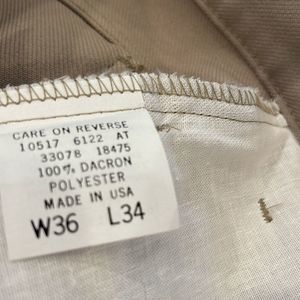 CARE ON REVERSE
10517 6122 AT
33078 18475
100% DACRON
POLYESTER
MADE IN USA
W36 L34